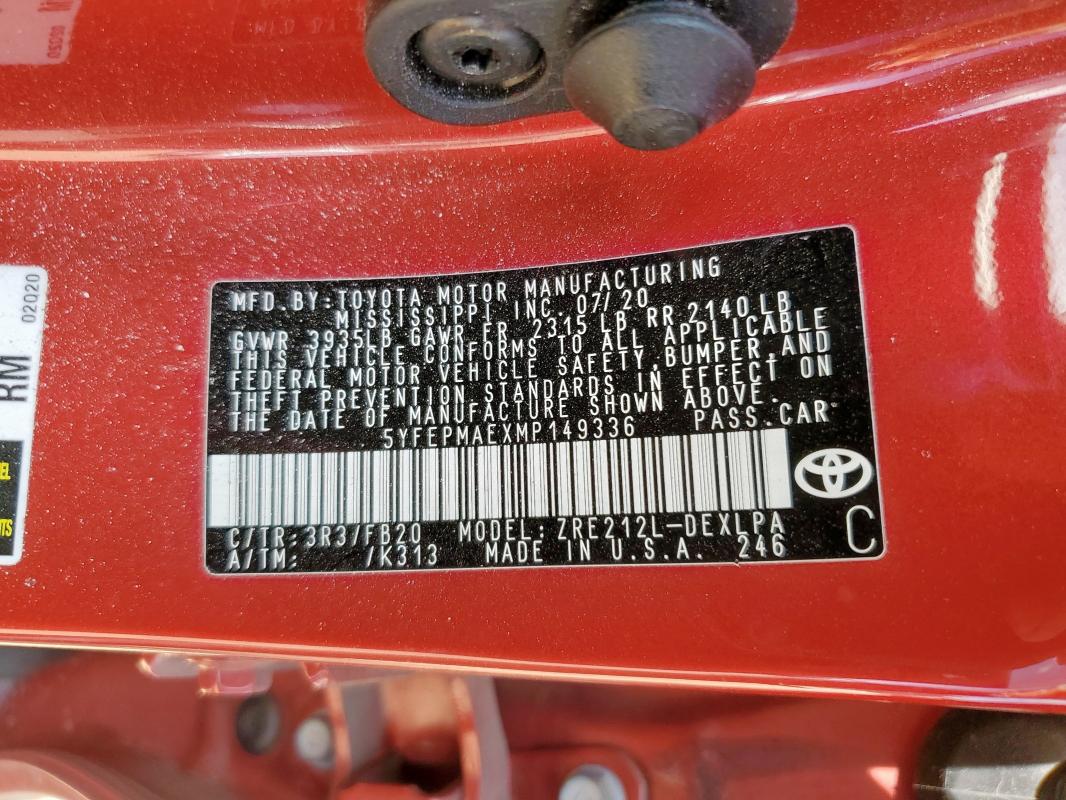 MFD. BY: TOYOTA MOTOR MANUFACTURING
MISSISSIPPI INC. 07/20
GVWR 3935LB GAWR FR 2315 LB RR 2140 LB
THIS VEHICLE CONFORMS TO ALL APPLICABLE
FEDERAL MOTOR VEHICLE SAFETY, BUMPER, AND
THEFT PREVENTION STANDARDS IN EFFECT ON
THE DATE OF MANUFACTURE SHOWN ABOVE.
5YFEPMAEXMP149336 PASS. CAR
C/TR: 3R3/FB20 MODEL: ZRE212L-DEXLPA
A/TM: /K313 MADE IN U.S.A. 246
C
02020
RM